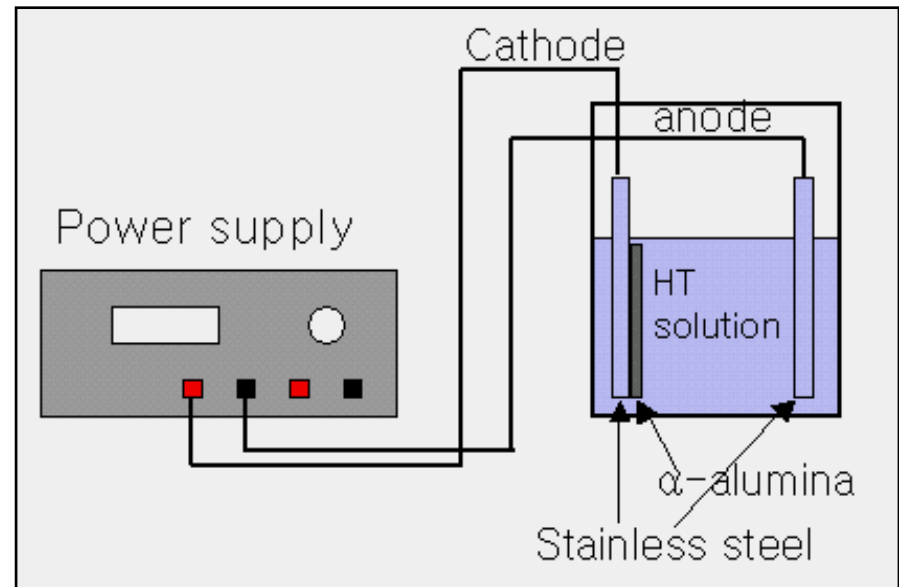 Cathode
anode
Power supply
HT
solution
α-alumina
Stainless steel